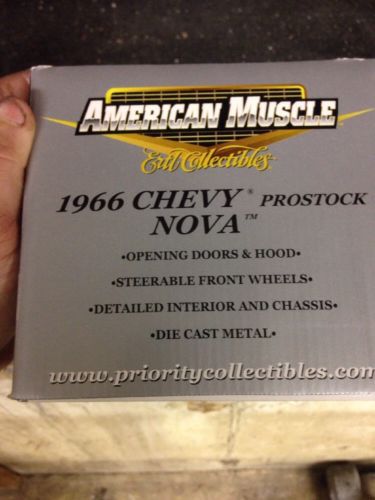 AMERICAN MUSCLE
Ertl Collectibles
1966 CHEVY® PROSTOCK
NOVA™
•OPENING DOORS & HOOD•
•STEERABLE FRONT WHEELS•
•DETAILED INTERIOR AND CHASSIS•
•DIE CAST METAL•
www.prioritycollectibles.com